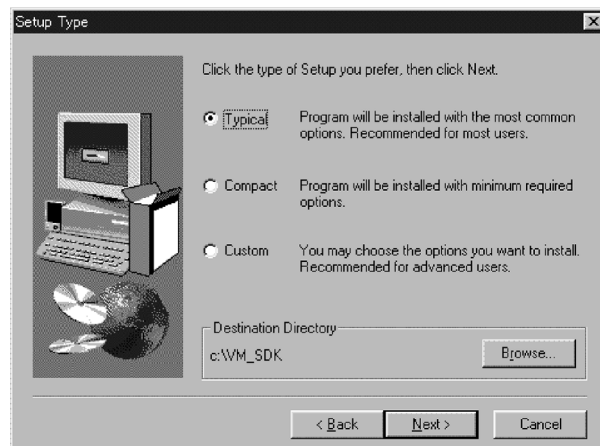 Setup Type
Click the type of Setup you prefer, then click Next.
Typical
Program will be installed with the most common
options. Recommended for most users.
Compact
Program will be installed with minimum required
options.
Custom
You may choose the options you want to install.
Recommended for advanced users.
Destination Directory
c:\VM_SDK
Browse...
< Back
Next >
Cancel